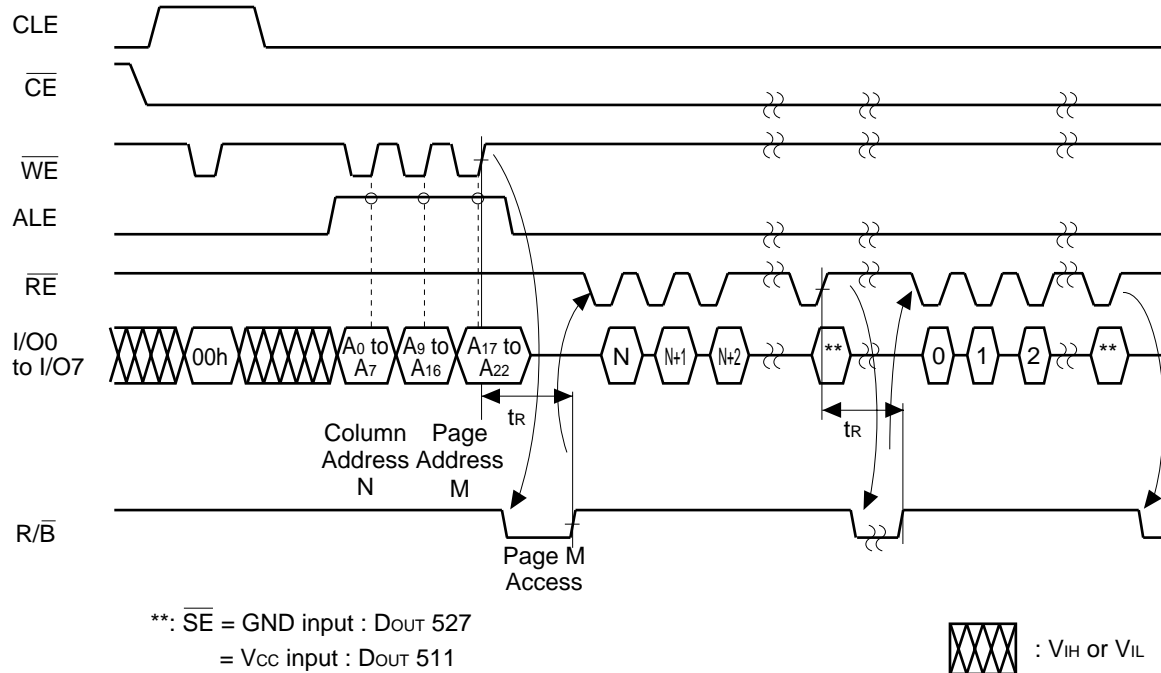 CLE
CE
WE
ALE
RE
I/O0
to I/O7
00h
A0 to
A7
A9 to
A16
A17 to
A22
N
N+1
N+2
**
0
1
2
**
tR
tR
Column
Address
N
Page
Address
M
R/B
Page M
Access
**: SE = GND input : DOUT 527
= VCC input : DOUT 511
: VIH or VIL